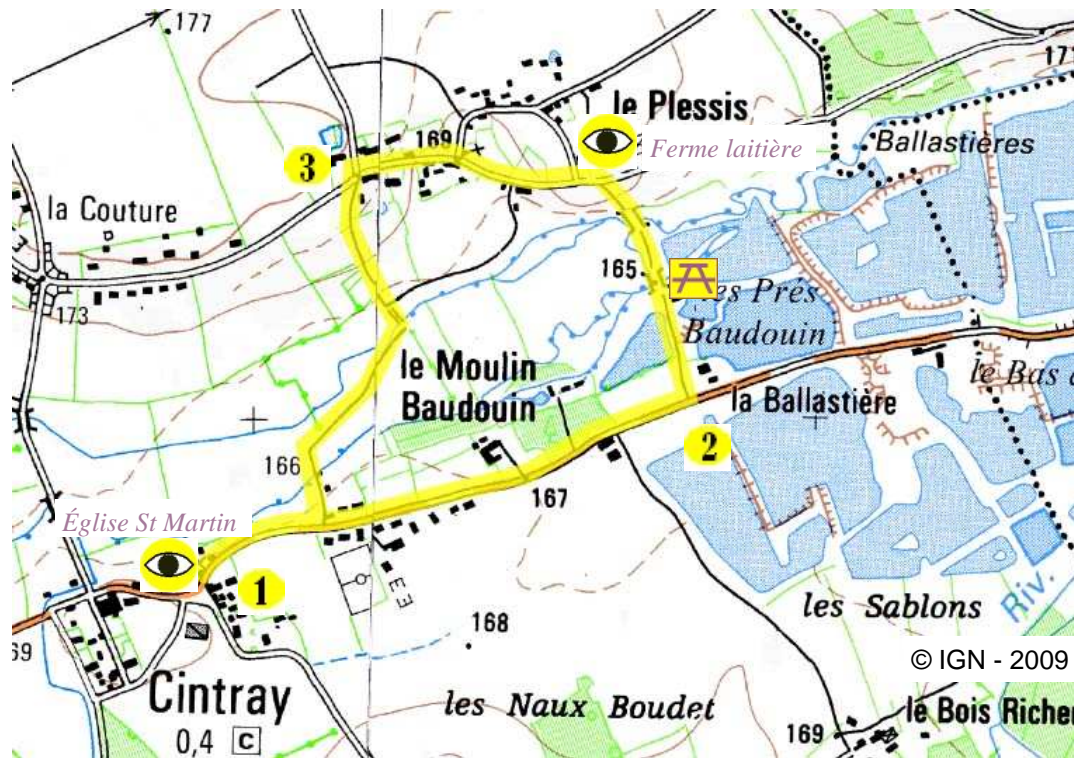 177
le Plessis
169
Ferme laitière
Ballastières
3
la Couture
165
les Prés
Baudouin
173
le Moulin
Baudouin
la Ballastière
le Bas
2
166
167
Église St Martin
1
les Sablons
Riv.
168
69
© IGN - 2009
Cintray
les Naux Boudet
le Bois Riche
0,4 C
169